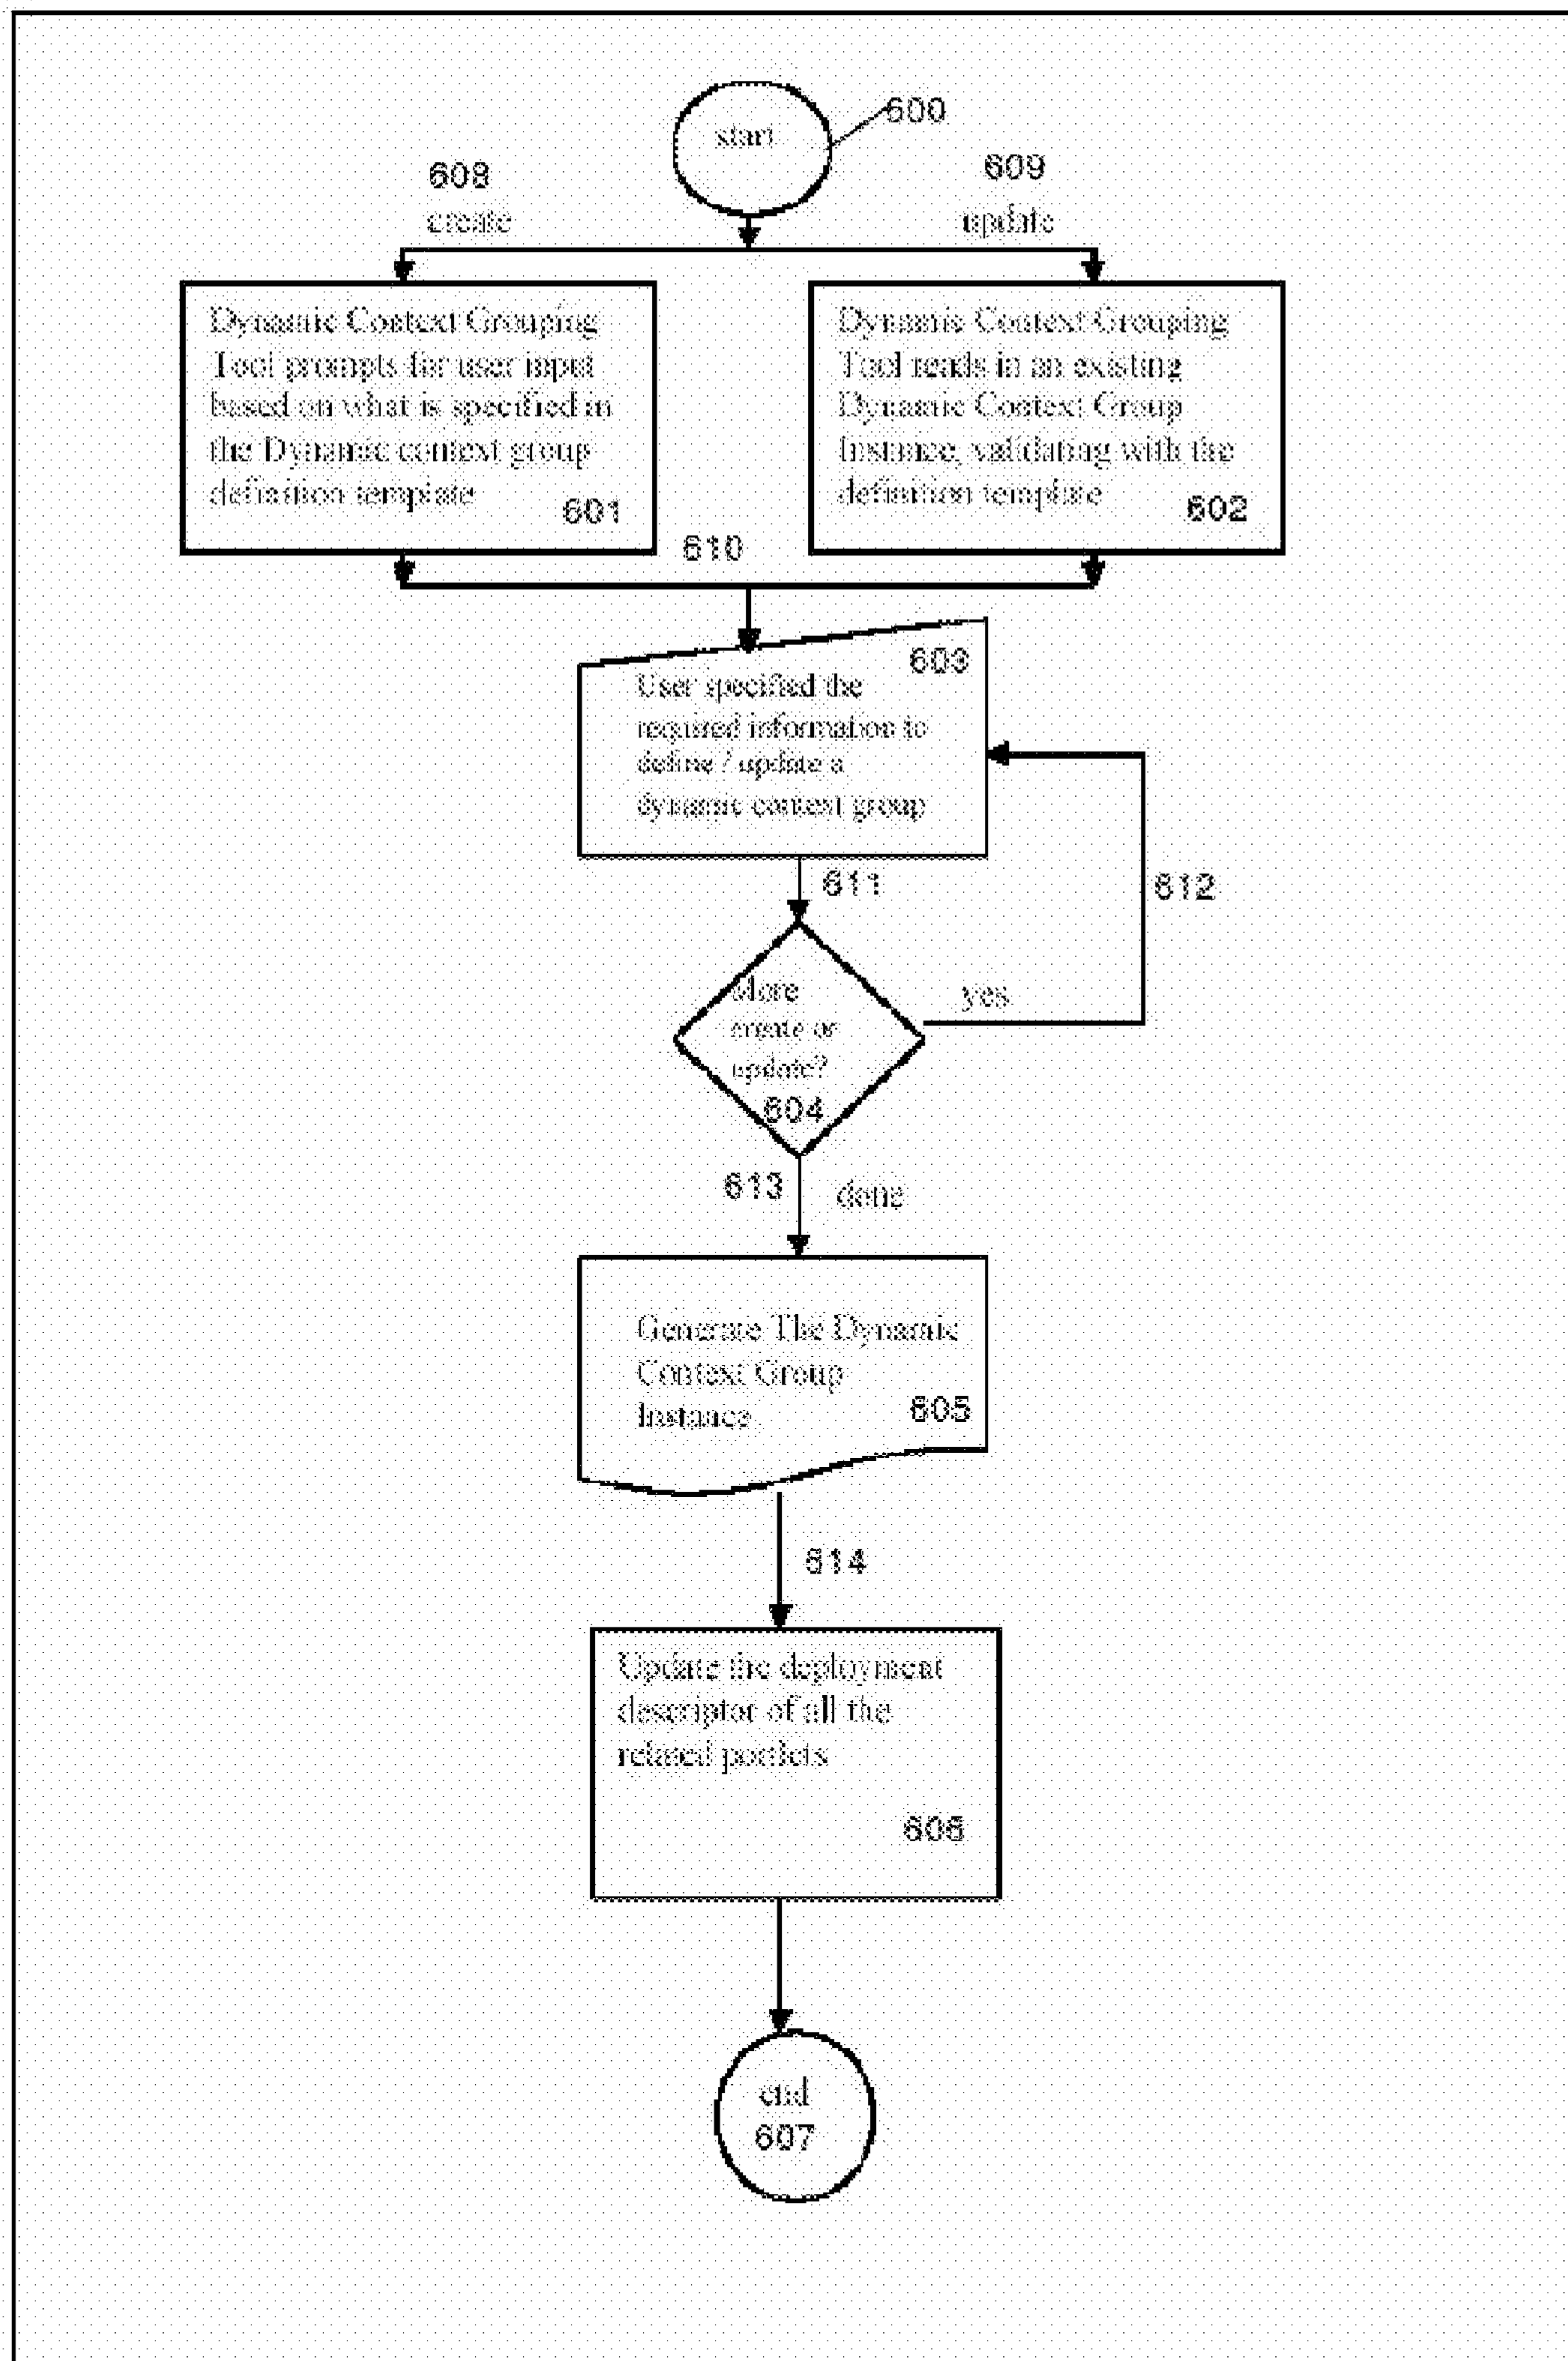 start
600
608
create
609
update
Dynamic Context Grouping
Tool prompts for user input
based on what is specified in
the Dynamic context group
definition template
601
Dynamic Context Grouping
Tool reads in an existing
Dynamic Context Group
Instance, validating with the
definition template
602
610
603
User specified the
required information to
define / update a
dynamic context group
611
612
More
create or
update?
604
yes
613
done
Generate The Dynamic
Context Group
Instance
605
614
Update the deployment
descriptor of all the
related portlets
606
end
607